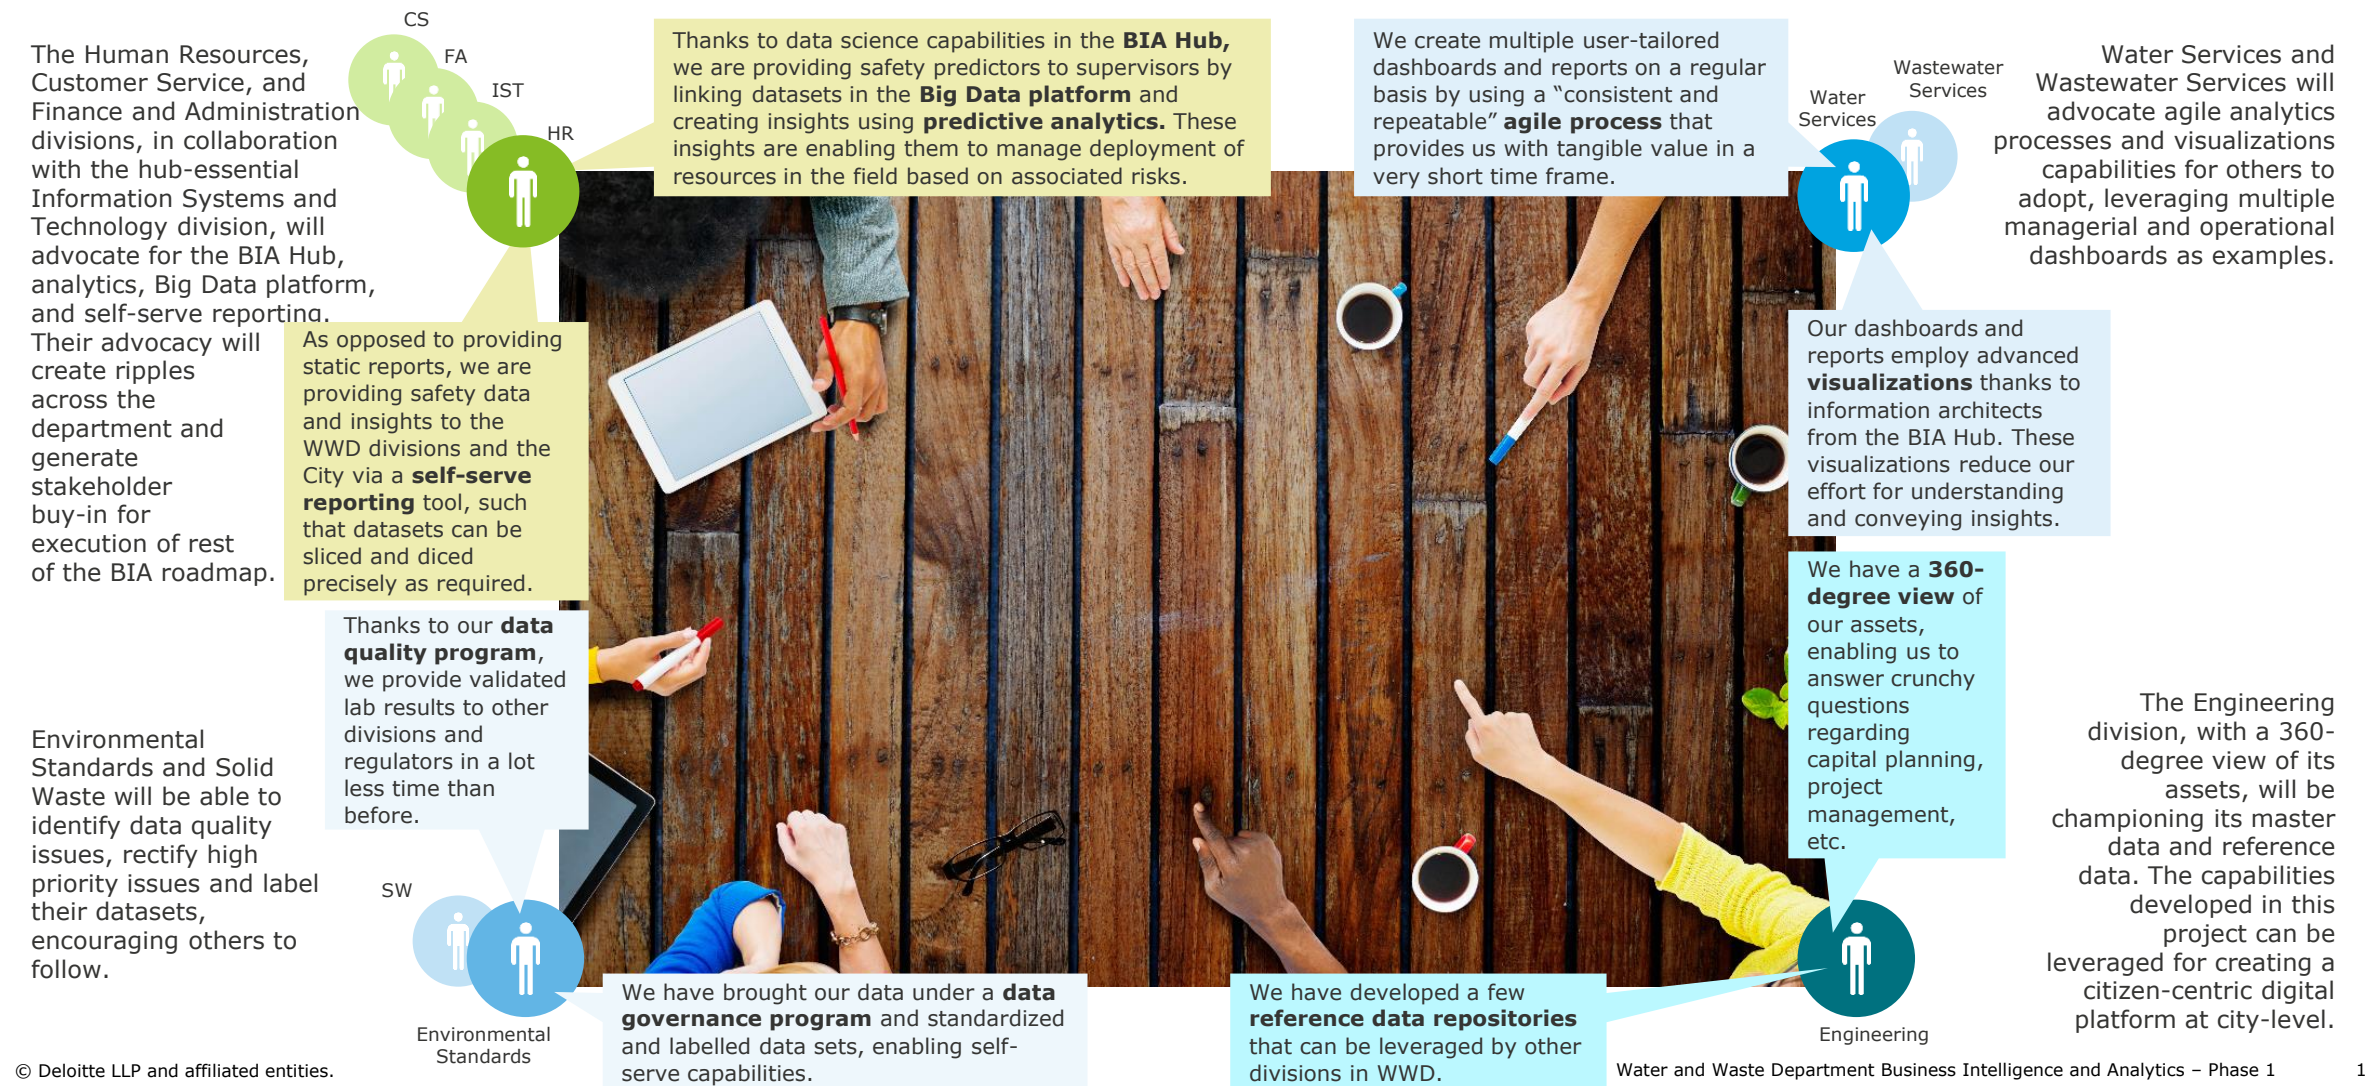 CS
FA
IST
HR
The Human Resources,
Customer Service, and
Finance and Administration
divisions, in collaboration
with the hub-essential
Information Systems and
Technology division, will
advocate for the BIA Hub,
analytics, Big Data platform,
and self-serve reporting.
Their advocacy will
create ripples
across the
department and
generate
stakeholder
buy-in for
execution of rest
of the BIA roadmap.
Thanks to data science capabilities in the BIA Hub,
we are providing safety predictors to supervisors by
linking datasets in the Big Data platform and
creating insights using predictive analytics. These
insights are enabling them to manage deployment of
resources in the field based on associated risks.
As opposed to providing
static reports, we are
providing safety data
and insights to the
WWD divisions and the
City via a self-serve
reporting tool, such
that datasets can be
sliced and diced
precisely as required.
We create multiple user-tailored
dashboards and reports on a regular
basis by using a “consistent and
repeatable” agile process that
provides us with tangible value in a
very short time frame.
Water
Services
Wastewater
Services
Water Services and
Wastewater Services will
advocate agile analytics
processes and visualizations
capabilities for others to
adopt, leveraging multiple
managerial and operational
dashboards as examples.
Our dashboards and
reports employ advanced
visualizations thanks to
information architects
from the BIA Hub. These
visualizations reduce our
effort for understanding
and conveying insights.
Thanks to our data
quality program,
we provide validated
lab results to other
divisions and
regulators in a lot
less time than
before.
Environmental
Standards and Solid
Waste will be able to
identify data quality
issues, rectify high
priority issues and label
their datasets,
encouraging others to
follow.
SW
Environmental
Standards
We have brought our data under a data
governance program and standardized
and labelled data sets, enabling self-
serve capabilities.
We have a 360-
degree view of
our assets,
enabling us to
answer crunchy
questions
regarding
capital planning,
project
management,
etc.
The Engineering
division, with a 360-
degree view of its
assets, will be
championing its master
data and reference
data. The capabilities
developed in this
project can be
leveraged for creating a
citizen-centric digital
platform at city-level.
We have developed a few
reference data repositories
that can be leveraged by other
divisions in WWD.
Engineering
© Deloitte LLP and affiliated entities.
Water and Waste Department Business Intelligence and Analytics – Phase 1
1